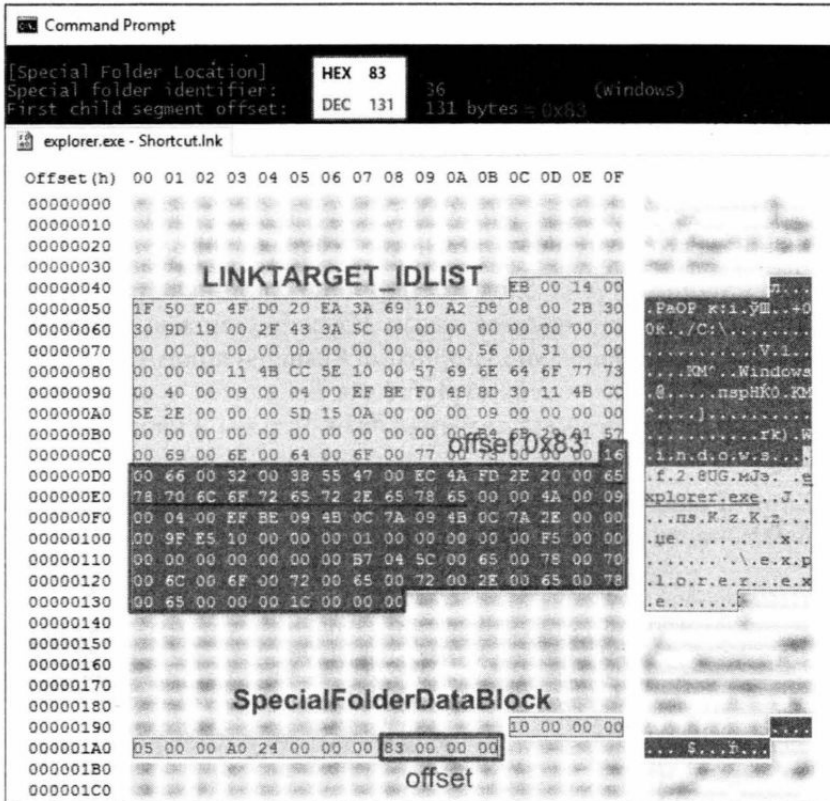 Command Prompt
[Special Folder Location]
Special folder identifier: 36 (Windows)
First child segment offset: 131 bytes = 0x83
HEX 83
DEC 131
explorer.exe - Shortcut.lnk
Offset(h) 00 01 02 03 04 05 06 07 08 09 0A 0B 0C 0D 0E 0F
00000000
00000010
00000020
00000030
LINKTARGET_IDLIST
00000040 EB 00 14 00 л...
00000050 1F 50 E0 4F D0 20 EA 3A 69 10 A2 D8 08 00 2B 30
00000060 30 9D 19 00 2F 43 3A 5C 00 00 00 00 00 00 00 00
00000070 00 00 00 00 00 00 00 00 00 00 00 56 00 31 00 00
00000080 00 00 00 11 4B CC 5E 10 00 57 69 6E 64 6F 77 73
00000090 00 40 00 09 00 04 00 EF BE F0 48 8D 30 11 4B CC
000000A0 5E 2E 00 00 00 5D 15 0A 00 00 00 09 00 00 00 00
000000B0 00 00 00 00 00 00 00 00 00 00 00
offset 0x83
000000C0 00 69 00 6E 00 64 00 6F 00 77 00 00 16 .i.n.d.o.w.s....
000000D0 00 66 00 32 00 38 55 47 00 EC 4A FD 2E 20 00 65
000000E0 78 70 6C 6F 72 65 72 2E 65 78 65 00 00 4A 00 09 xplorer.exe..J..
000000F0 00 04 00 EF BE 09 4B 0C 7A 09 4B 0C 7A 2E 00 00
00000100 00 9F E5 10 00 00 00 00 01 00 00 00 00 F5 00 00
00000110 00 00 00 00 00 00 00 B7 04 5C 00 65 00 78 00 70 .........\.e.x.p
00000120 00 6C 00 6F 00 72 00 65 00 72 00 2E 00 65 00 78 .l.o.r.e.r...e.x
00000130 00 65 00 00 00 1C 00 00 00 .e.......
00000140
00000150
00000160
00000170
00000180
SpecialFolderDataBlock
00000190 10 00 00 00 ....
000001A0 05 00 00 A0 24 00 00 00 83 00 00 00
000001B0
offset
000001C0